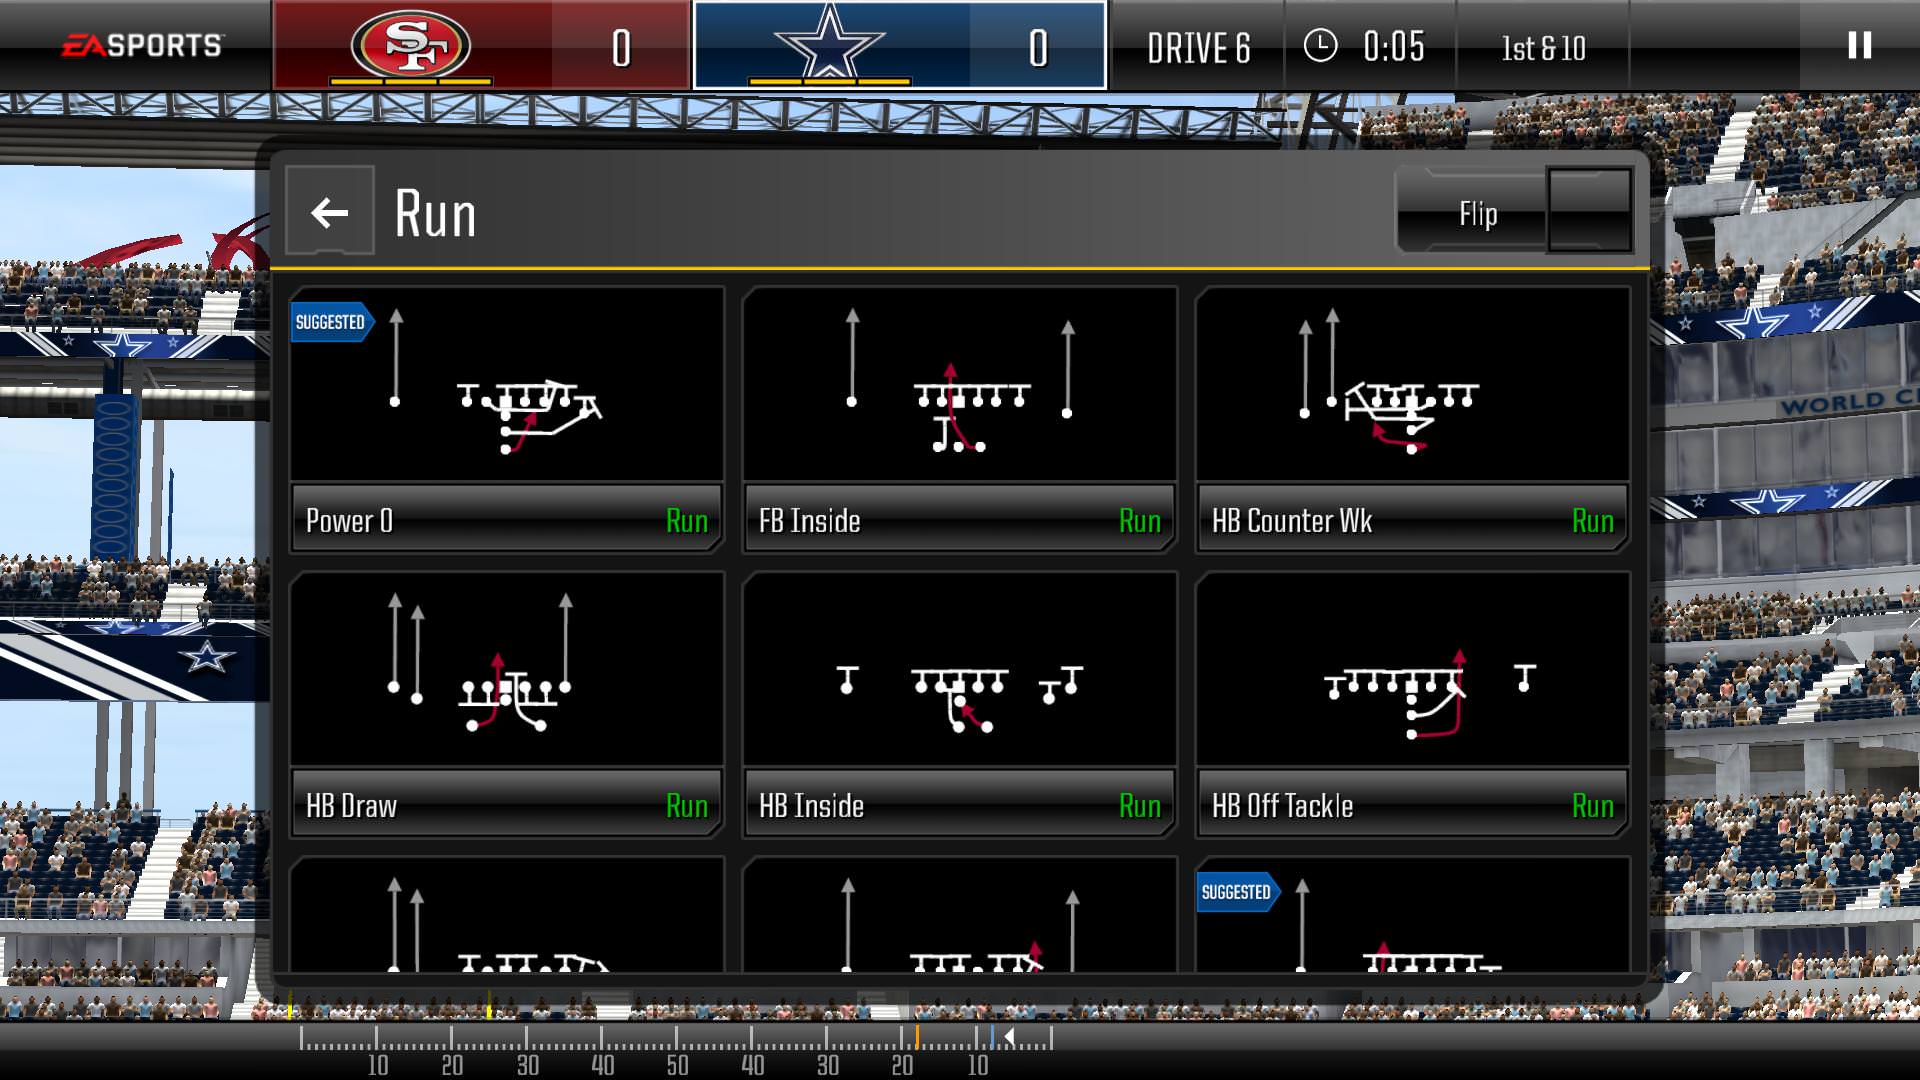 EA SPORTS
SF
0
0
DRIVE 6
0:05
1st & 10
Run
Flip
SUGGESTED
Power O
Run
FB Inside
Run
HB Counter Wk
Run
HB Draw
Run
HB Inside
Run
HB Off Tackle
Run
SUGGESTED
WORLD
10 20 30 40 50 40 30 20 10